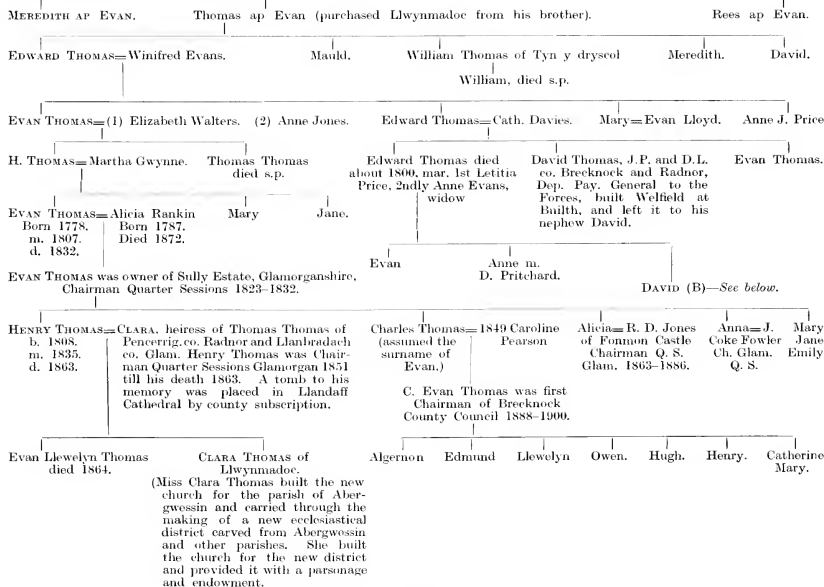 MEREDITH AP EVAN. Thomas ap Evan (purchased Llwynmadoc from his brother). Rees ap Evan.
EDWARD THOMAS=Winifred Evans. Mauld. William Thomas of Tyn y dryscol Meredith. David.
William, died s.p.
EVAN THOMAS=(1) Elizabeth Walters. (2) Anne Jones. Edward Thomas=Cath. Davies. Mary=Evan Lloyd. Anne J. Price
H. THOMAS=Martha Gwynne.
Thomas Thomas
died s.p.
Edward Thomas died
about 1800, mar. 1st Letitia
Price, 2ndly Anne Evans,
widow
David Thomas, J.P. and D.L.
co. Brecknock and Radnor,
Dep. Pay. General to the
Forces, built Welfield at
Builth, and left it to his
nephew David.
Evan Thomas.
EVAN THOMAS=Alicia Rankin
Born 1778. Born 1787.
m. 1807. Died 1872.
d. 1832.
Mary Jane.
Evan
Anne m.
D. Pritchard.
DAVID (B)—See below.
EVAN THOMAS was owner of Sully Estate, Glamorganshire,
Chairman Quarter Sessions 1823–1832.
HENRY THOMAS=
b. 1808.
m. 1835.
d. 1863.
CLARA, heiress of Thomas Thomas of
Pencerrig, co. Radnor and Llanbradach
co. Glam. Henry Thomas was Chair-
man Quarter Sessions Glamorgan 1851
till his death 1863. A tomb to his
memory was placed in Llandaff
Cathedral by county subscription.
Charles Thomas=1849 Caroline
(assumed the Pearson
surname of
Evan.)
Alicia=R. D. Jones
of Fonmon Castle
Chairman Q. S.
Glam. 1863–1886.
Anna=J.
Coke Fowler
Ch. Glam.
Q. S.
Mary
Jane
Emily
C. Evan Thomas was first
Chairman of Brecknock
County Council 1888–1900.
Evan Llewelyn Thomas
died 1864.
CLARA THOMAS of
Llwynmadoc.
(Miss Clara Thomas built the new
church for the parish of Aber-
gwessin and carried through the
making of a new ecclesiastical
district carved from Abergwossin
and other parishes. She built
the church for the new district
and provided it with a parsonage
and endowment.
Algernon Edmund Llewelyn Owen. Hugh. Henry. Catherine
Mary.